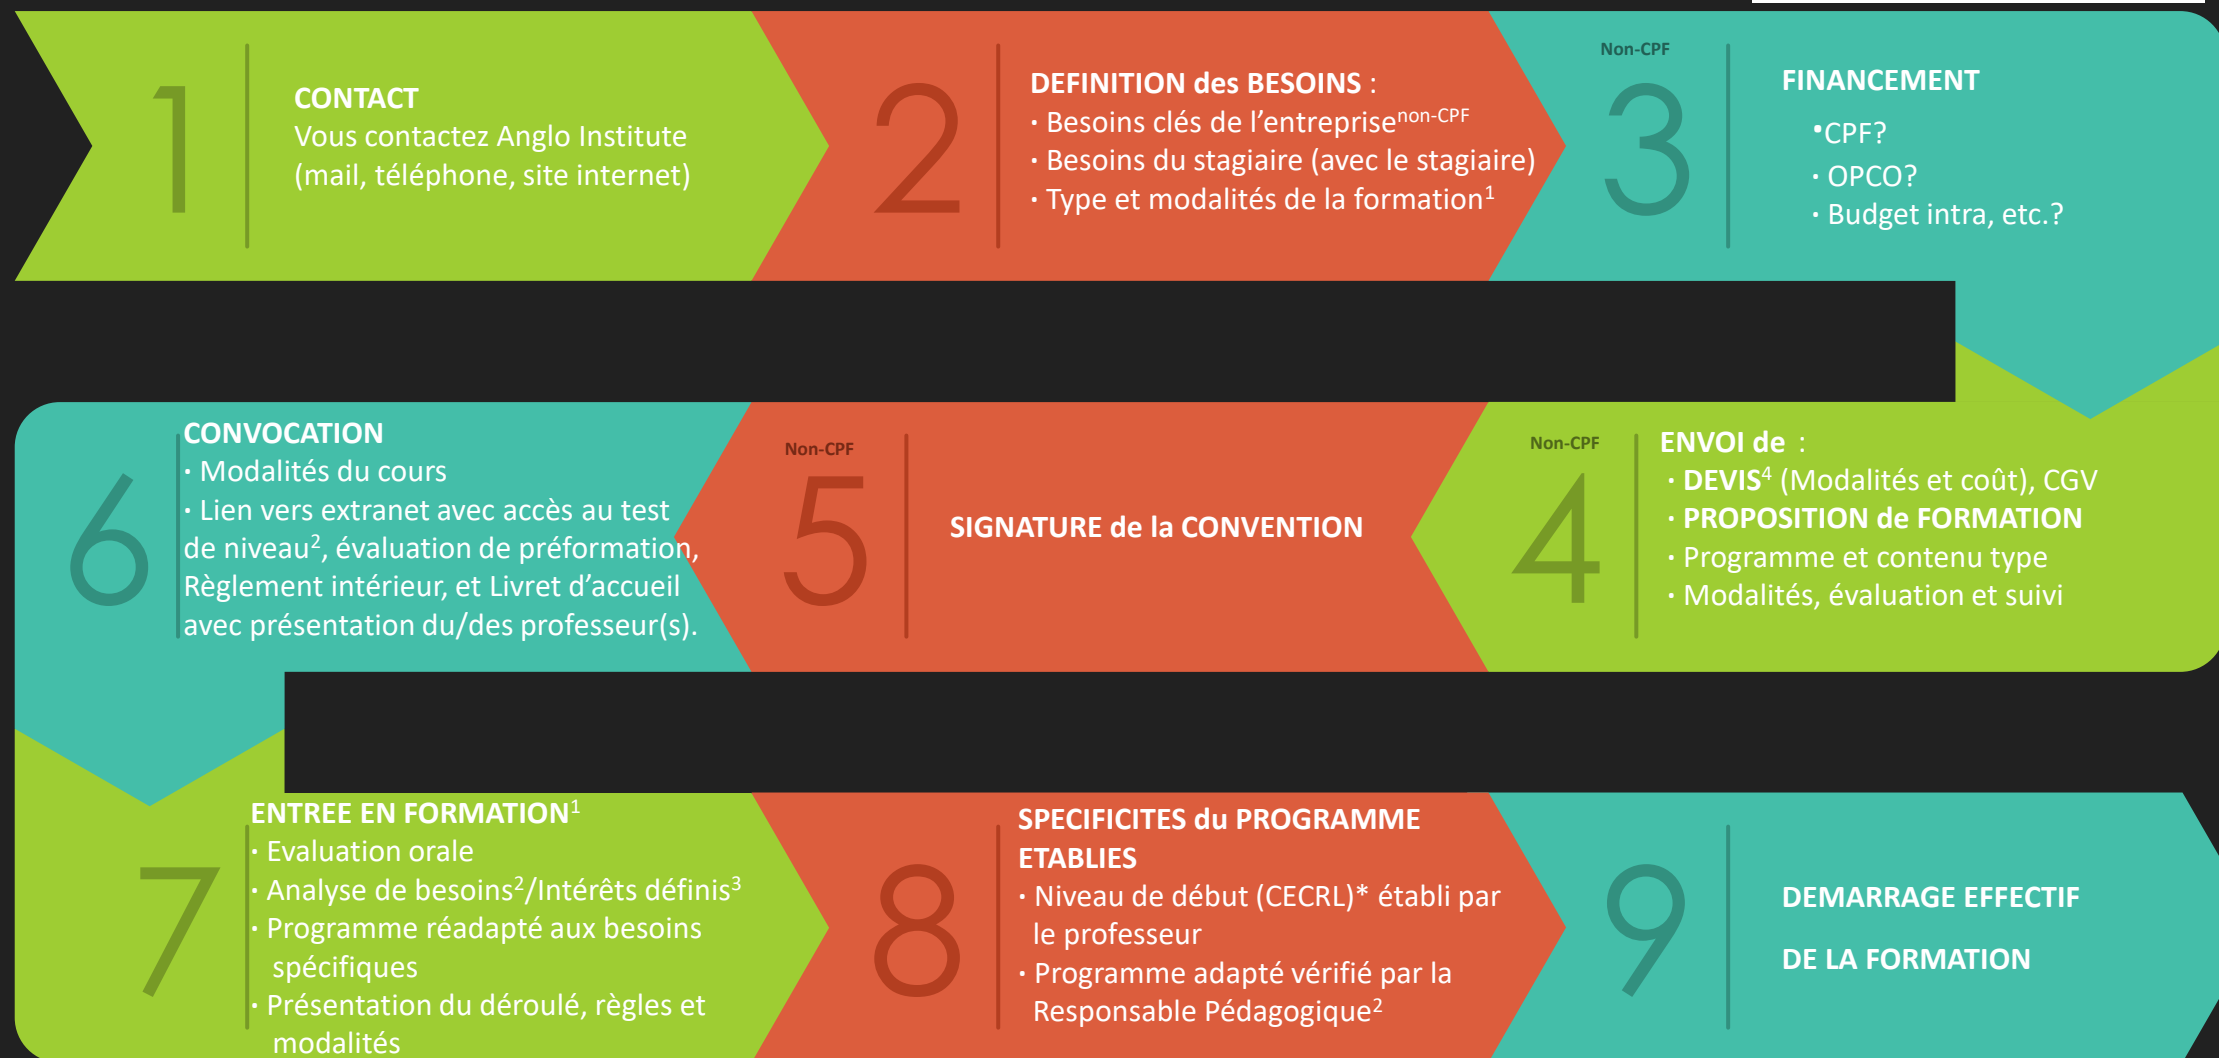 1
CONTACT
Vous contactez Anglo Institute
(mail, téléphone, site internet)
2
DEFINITION des BESOINS :
· Besoins clés de l’entreprise non-CPF
· Besoins du stagiaire (avec le stagiaire)
· Type et modalités de la formation¹
Non-CPF
3
FINANCEMENT
·CPF?
· OPCO?
· Budget intra, etc.?
Non-CPF
4
ENVOI de :
· DEVIS⁴ (Modalités et coût), CGV
· PROPOSITION de FORMATION
· Programme et contenu type
· Modalités, évaluation et suivi
Non-CPF
5
SIGNATURE de la CONVENTION
6
CONVOCATION
· Modalités du cours
· Lien vers extranet avec accès au test
de niveau², évaluation de préformation,
Règlement intérieur, et Livret d’accueil
avec présentation du/des professeur(s).
7
ENTREE EN FORMATION¹
· Evaluation orale
· Analyse de besoins²/Intérêts définis³
· Programme réadapté aux besoins
spécifiques
· Présentation du déroulé, règles et
modalités
8
SPECIFICITES du PROGRAMME
ETABLIES
· Niveau de début (CECRL)* établi par
le professeur
· Programme adapté vérifié par la
Responsable Pédagogique²
9
DEMARRAGE EFFECTIF
DE LA FORMATION